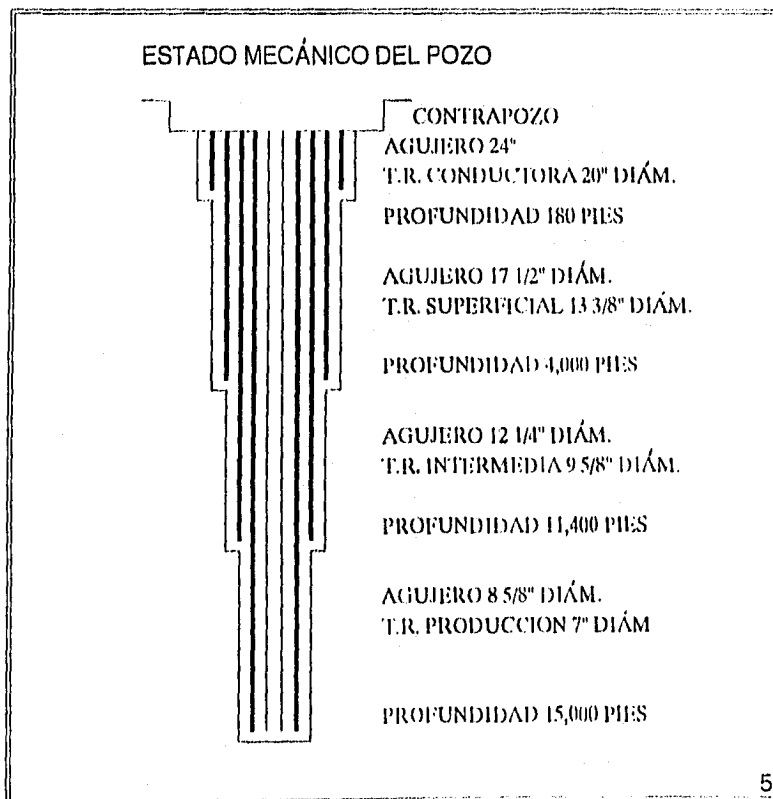 ESTADO MECÁNICO DEL POZO
CONTRAPOZO
AGUJERO 24"
T.R. CONDUCTORA 20" DIÁM.
PROFUNDIDAD 180 PIES
AGUJERO 17 1/2" DIÁM.
T.R. SUPERFICIAL 13 3/8" DIÁM.
PROFUNDIDAD 4,000 PIES
AGUJERO 12 1/4" DIÁM.
T.R. INTERMEDIA 9 5/8" DIÁM.
PROFUNDIDAD 11,400 PIES
AGUJERO 8 5/8" DIÁM.
T.R. PRODUCCION 7" DIÁM
PROFUNDIDAD 15,000 PIES
5